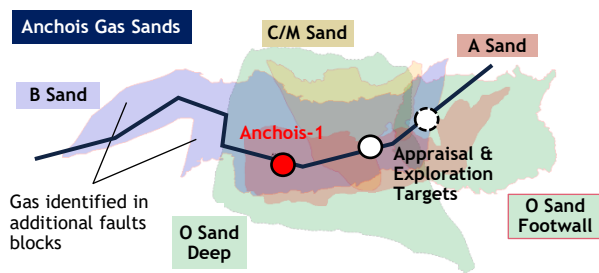 Anchois Gas Sands
C/M Sand
A Sand
B Sand
Anchois-1
Appraisal &
Exploration
Targets
Gas identified in
additional faults
blocks
O Sand
Deep
O Sand
Footwall